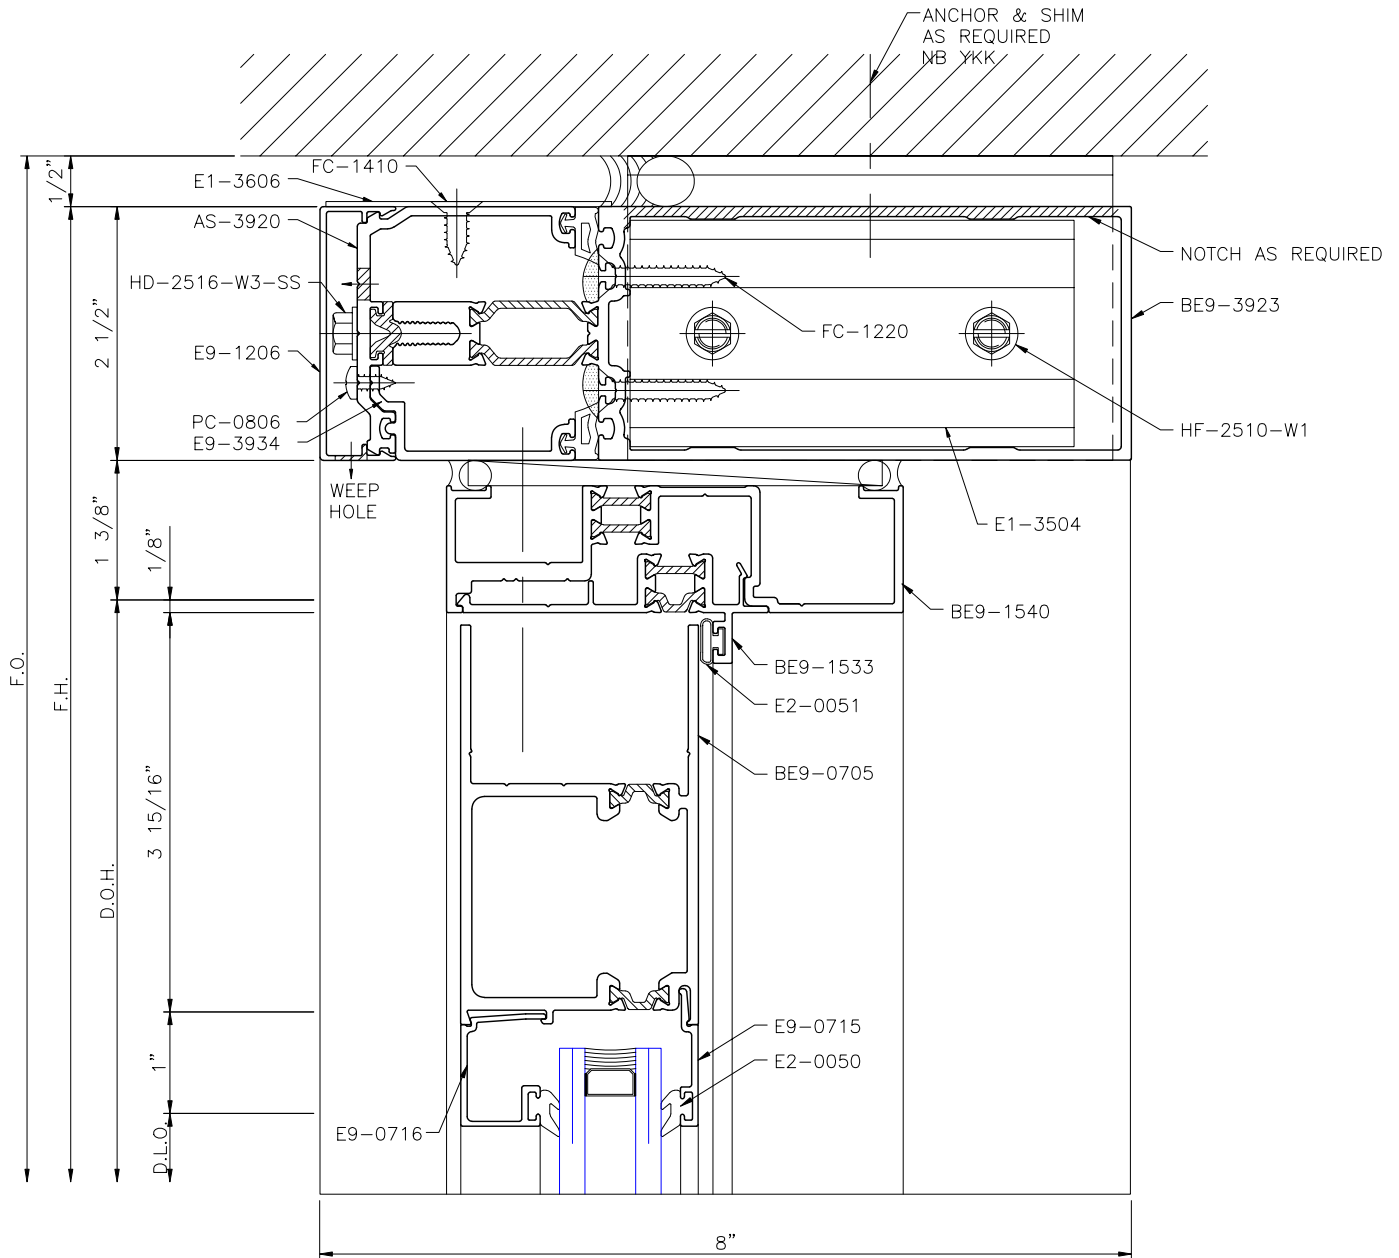 ANCHOR & SHIM
AS REQUIRED
NB YKK
FC-1410
E1-3606
AS-3920
HD-2516-W3-SS
E9-1206
PC-0806
E9-3934
WEEP
HOLE
NOTCH AS REQUIRED
BE9-3923
FC-1220
HF-2510-W1
E1-3504
BE9-1540
BE9-1533
E2-0051
BE9-0705
E9-0715
E2-0050
E9-0716
1/2"
2 1/2"
1 3/8"
1/8"
3 15/16"
1"
D.L.O.
D.O.H.
F.H.
F.O.
8"